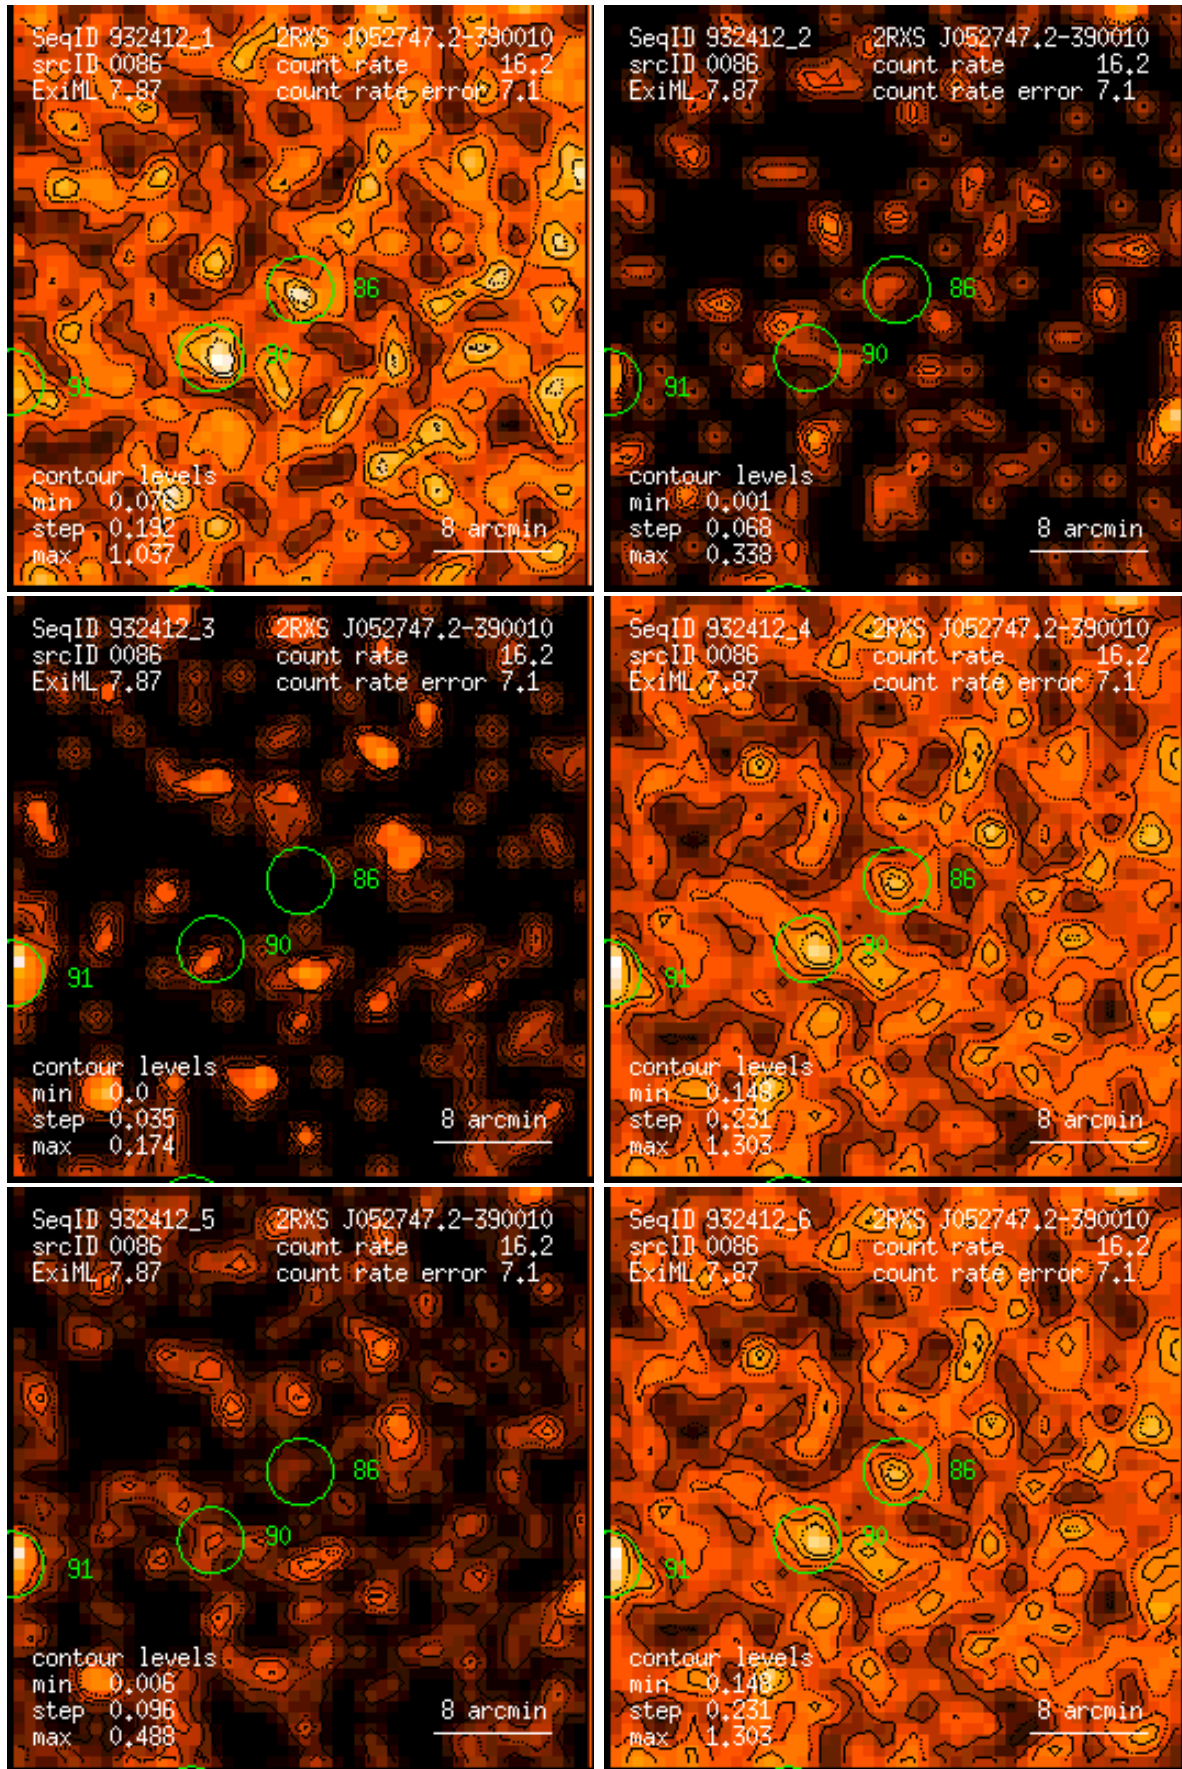 SeqID 932412_1 2RXS J052747.2-390010
srcID 0086 count rate 16.2
ExiML 7.87 count rate error 7.1
86
90
91
contour levels
min 0.076
step 0.192
max 1.037
8 arcmin
SeqID 932412_2 2RXS J052747.2-390010
srcID 0086 count rate 16.2
ExiML 7.87 count rate error 7.1
86
90
91
contour levels
min 0.001
step 0.068
max 0.338
8 arcmin
SeqID 932412_3 2RXS J052747.2-390010
srcID 0086 count rate 16.2
ExiML 7.87 count rate error 7.1
86
90
91
contour levels
min 0.0
step 0.035
max 0.174
8 arcmin
SeqID 932412_4 2RXS J052747.2-390010
srcID 0086 count rate 16.2
ExiML 7.87 count rate error 7.1
86
90
91
contour levels
min 0.148
step 0.231
max 1.303
8 arcmin
SeqID 932412_5 2RXS J052747.2-390010
srcID 0086 count rate 16.2
ExiML 7.87 count rate error 7.1
86
90
91
contour levels
min 0.006
step 0.096
max 0.488
8 arcmin
SeqID 932412_6 2RXS J052747.2-390010
srcID 0086 count rate 16.2
ExiML 7.87 count rate error 7.1
86
90
91
contour levels
min 0.148
step 0.231
max 1.303
8 arcmin